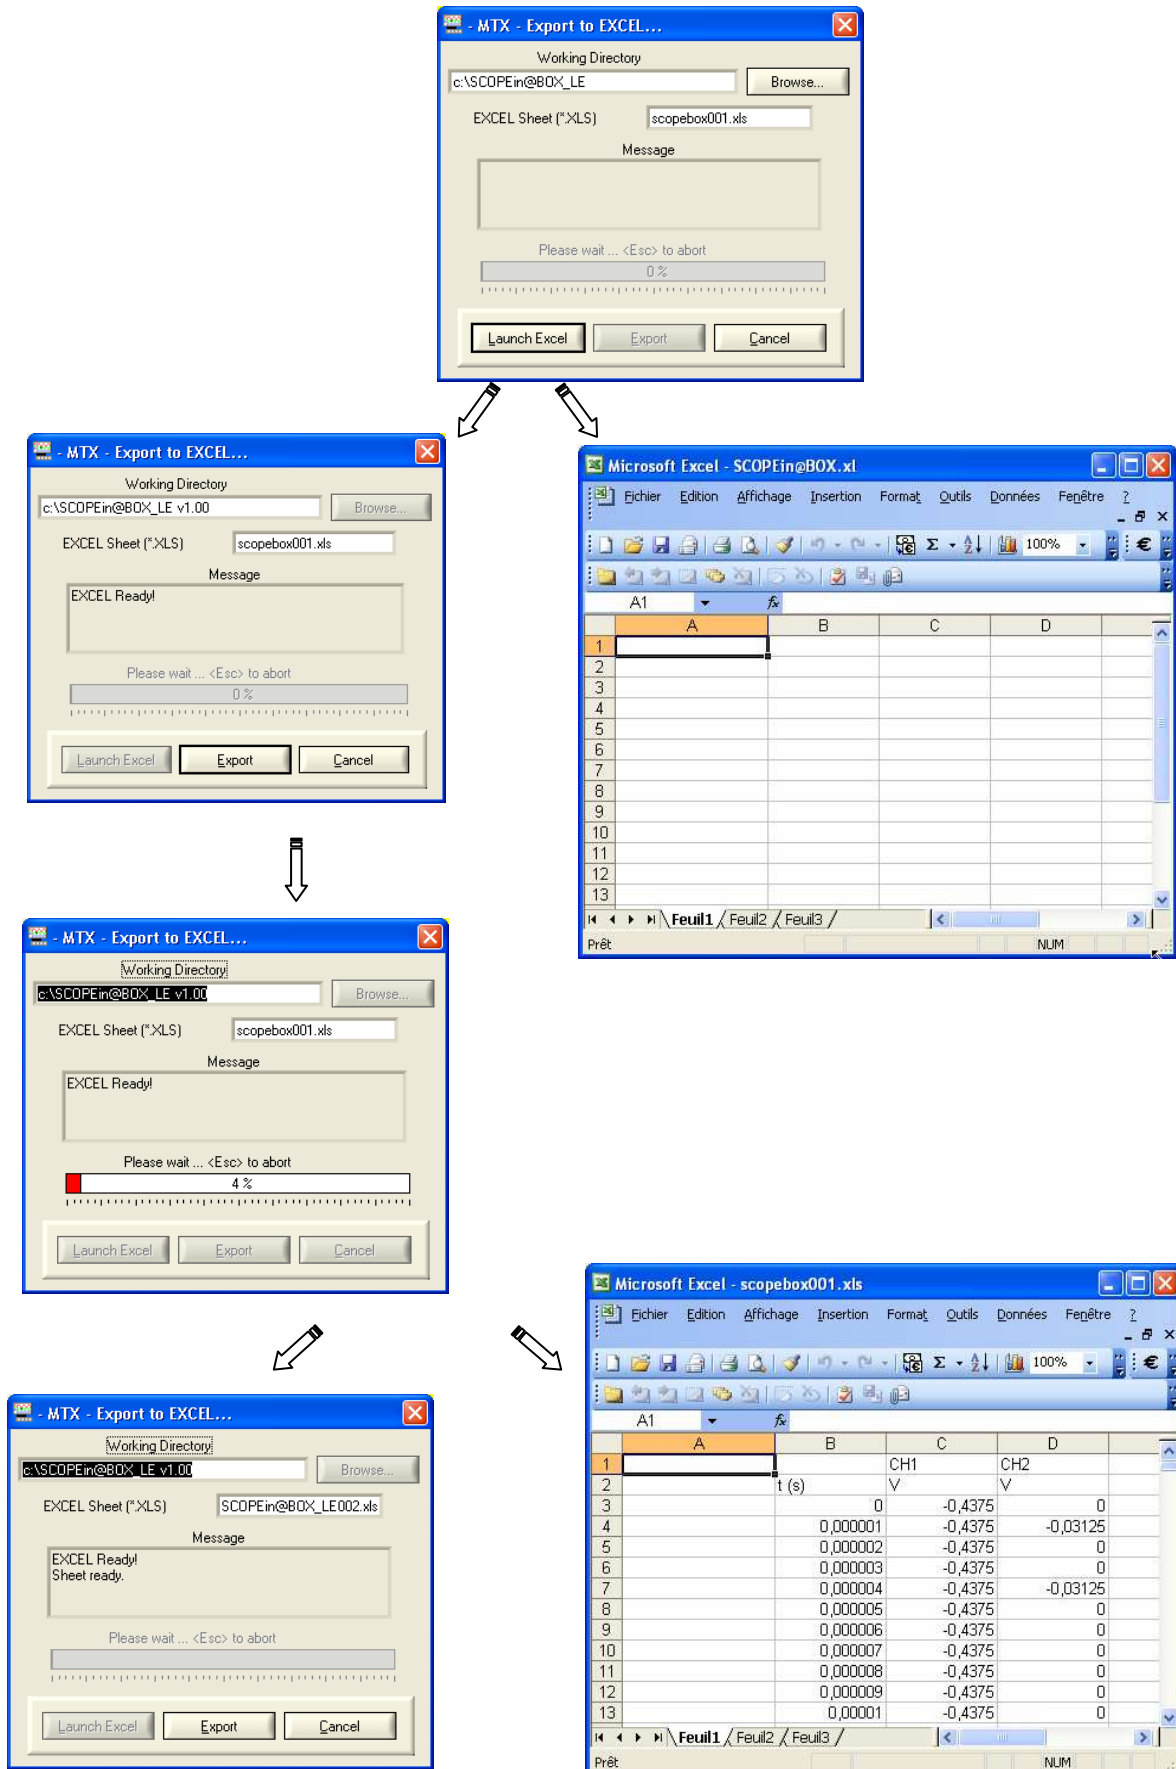 - MTX - Export to EXCEL...
Working Directory
c:\SCOPEin@BOX_LE
Browse...
EXCEL Sheet (*.XLS)
scopebox001.xls
Message
Please wait ... <Esc> to abort
0 %
Launch Excel Export Cancel
- MTX - Export to EXCEL...
Working Directory
c:\SCOPEin@BOX_LE v1.00
Browse...
EXCEL Sheet (*.XLS)
scopebox001.xls
Message
EXCEL Ready!
Please wait ... <Esc> to abort
0 %
Launch Excel Export Cancel
Microsoft Excel - SCOPEin@BOX.xl
Fichier Edition Affichage Insertion Format Outils Données Fenêtre ?
100%
A1 fx
A B C D
1
2
3
4
5
6
7
8
9
10
11
12
13
Feuil1 Feuil2 Feuil3
Prêt NUM
- MTX - Export to EXCEL...
Working Directory
c:\SCOPEin@BOX_LE v1.00
Browse...
EXCEL Sheet (*.XLS)
scopebox001.xls
Message
EXCEL Ready!
Please wait ... <Esc> to abort
4 %
Launch Excel Export Cancel
- MTX - Export to EXCEL...
Working Directory
c:\SCOPEin@BOX_LE v1.00
Browse...
EXCEL Sheet (*.XLS)
SCOPEin@BOX_LE002.xls
Message
EXCEL Ready!
Sheet ready.
Please wait ... <Esc> to abort
Launch Excel Export Cancel
Microsoft Excel - scopebox001.xls
Fichier Edition Affichage Insertion Format Outils Données Fenêtre ?
100%
A1 fx
A B C D
1 CH1 CH2
2 t (s) V V
3 0 -0,4375 0
4 0,000001 -0,4375 -0,03125
5 0,000002 -0,4375 0
6 0,000003 -0,4375 0
7 0,000004 -0,4375 -0,03125
8 0,000005 -0,4375 0
9 0,000006 -0,4375 0
10 0,000007 -0,4375 0
11 0,000008 -0,4375 0
12 0,000009 -0,4375 0
13 0,00001 -0,4375 0
Feuil1 Feuil2 Feuil3
Prêt NUM